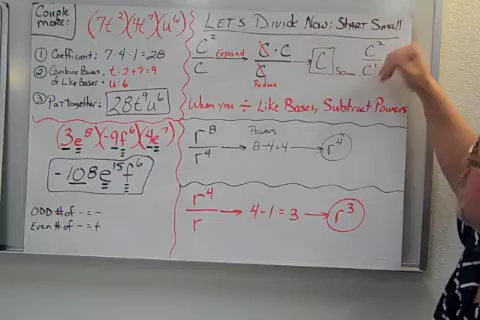 Couple more:
(7t²)(4t⁷)(u⁶)
① Coefficient: 7·4·1=28
② Combine Bases t: 2+7=9
of Like Bases: u: 6
③ Put together: 28t⁹u⁶
(3e⁸)(-9f⁶)(4e⁷)
-108e¹⁵f⁶
ODD # of - = -
Even # of - = +
LET'S DIVIDE NOW: START SMALL
C²/C Expand → C·C/C Reduce → C So... C²/C¹
When you ÷ Like Bases, Subtract Powers
r⁸/r⁴ → Powers 8-4=4 → r⁴
r⁴/r → 4-1=3 → r³